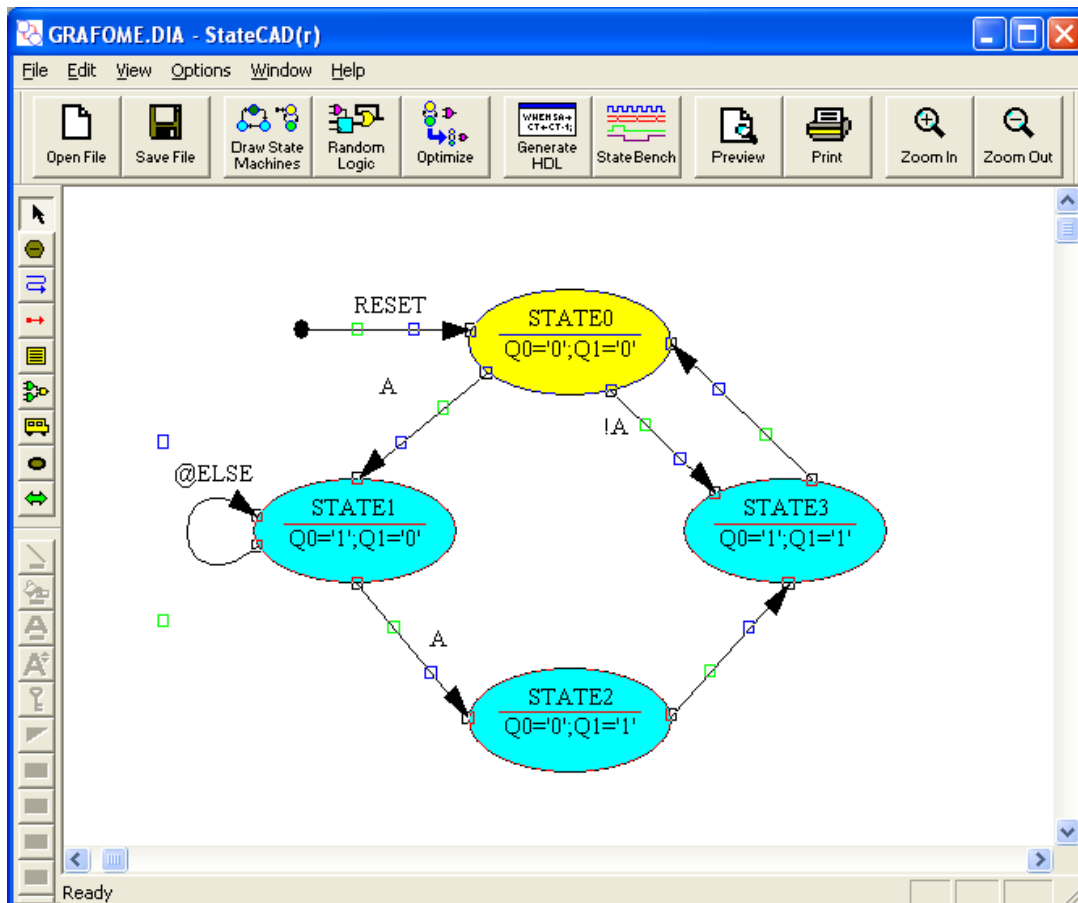 GRAFOME.DIA - StateCAD(r)
File Edit View Options Window Help
Open File
Save File
Draw State
Machines
Random
Logic
Optimize
WHEN SA+
CT+CT-1;
Generate
HDL
StateBench
Preview
Print
Zoom In
Zoom Out
RESET
STATE0
Q0='0';Q1='0'
A
!A
@ELSE
STATE1
Q0='1';Q1='0'
STATE3
Q0='1';Q1='1'
A
STATE2
Q0='0';Q1='1'
Ready